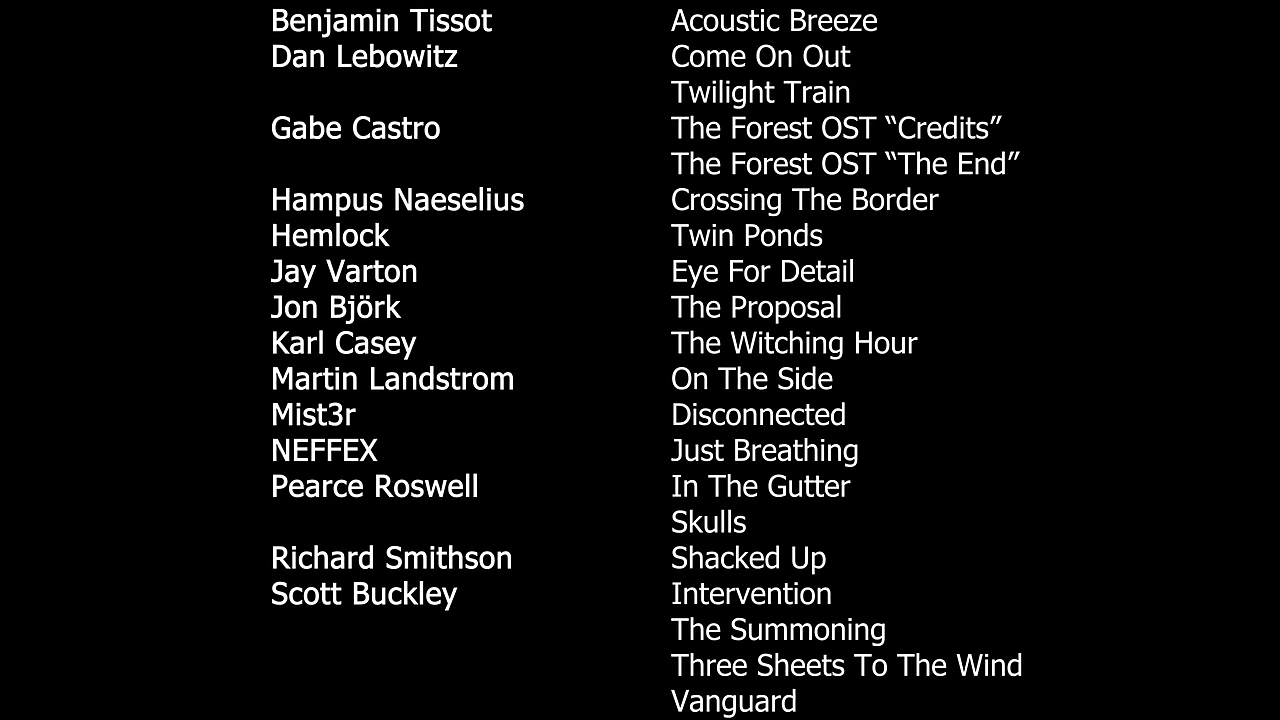 Benjamin Tissot Acoustic Breeze
Dan Lebowitz Come On Out
Twilight Train
Gabe Castro The Forest OST “Credits”
The Forest OST “The End”
Hampus Naeselius Crossing The Border
Hemlock Twin Ponds
Jay Varton Eye For Detail
Jon Björk The Proposal
Karl Casey The Witching Hour
Martin Landstrom On The Side
Mist3r Disconnected
NEFFEX Just Breathing
Pearce Roswell In The Gutter
Skulls
Richard Smithson Shacked Up
Scott Buckley Intervention
The Summoning
Three Sheets To The Wind
Vanguard